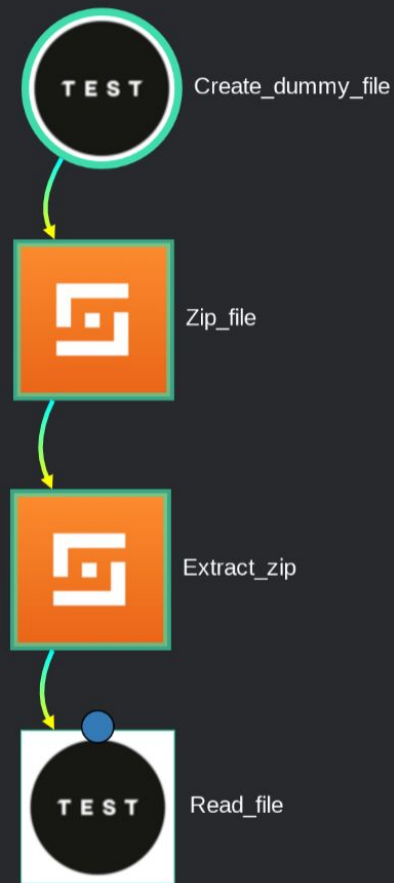 TEST
Create_dummy_file
Zip_file
Extract_zip
TEST
Read_file